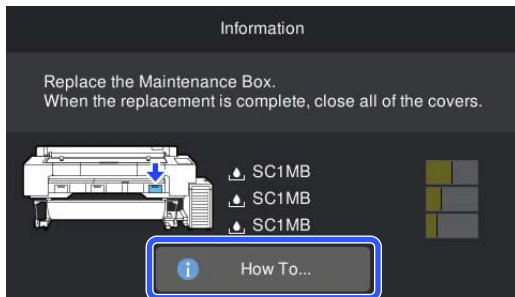 Information
Replace the Maintenance Box.
When the replacement is complete, close all of the covers.
SC1MB
SC1MB
SC1MB
i How To...